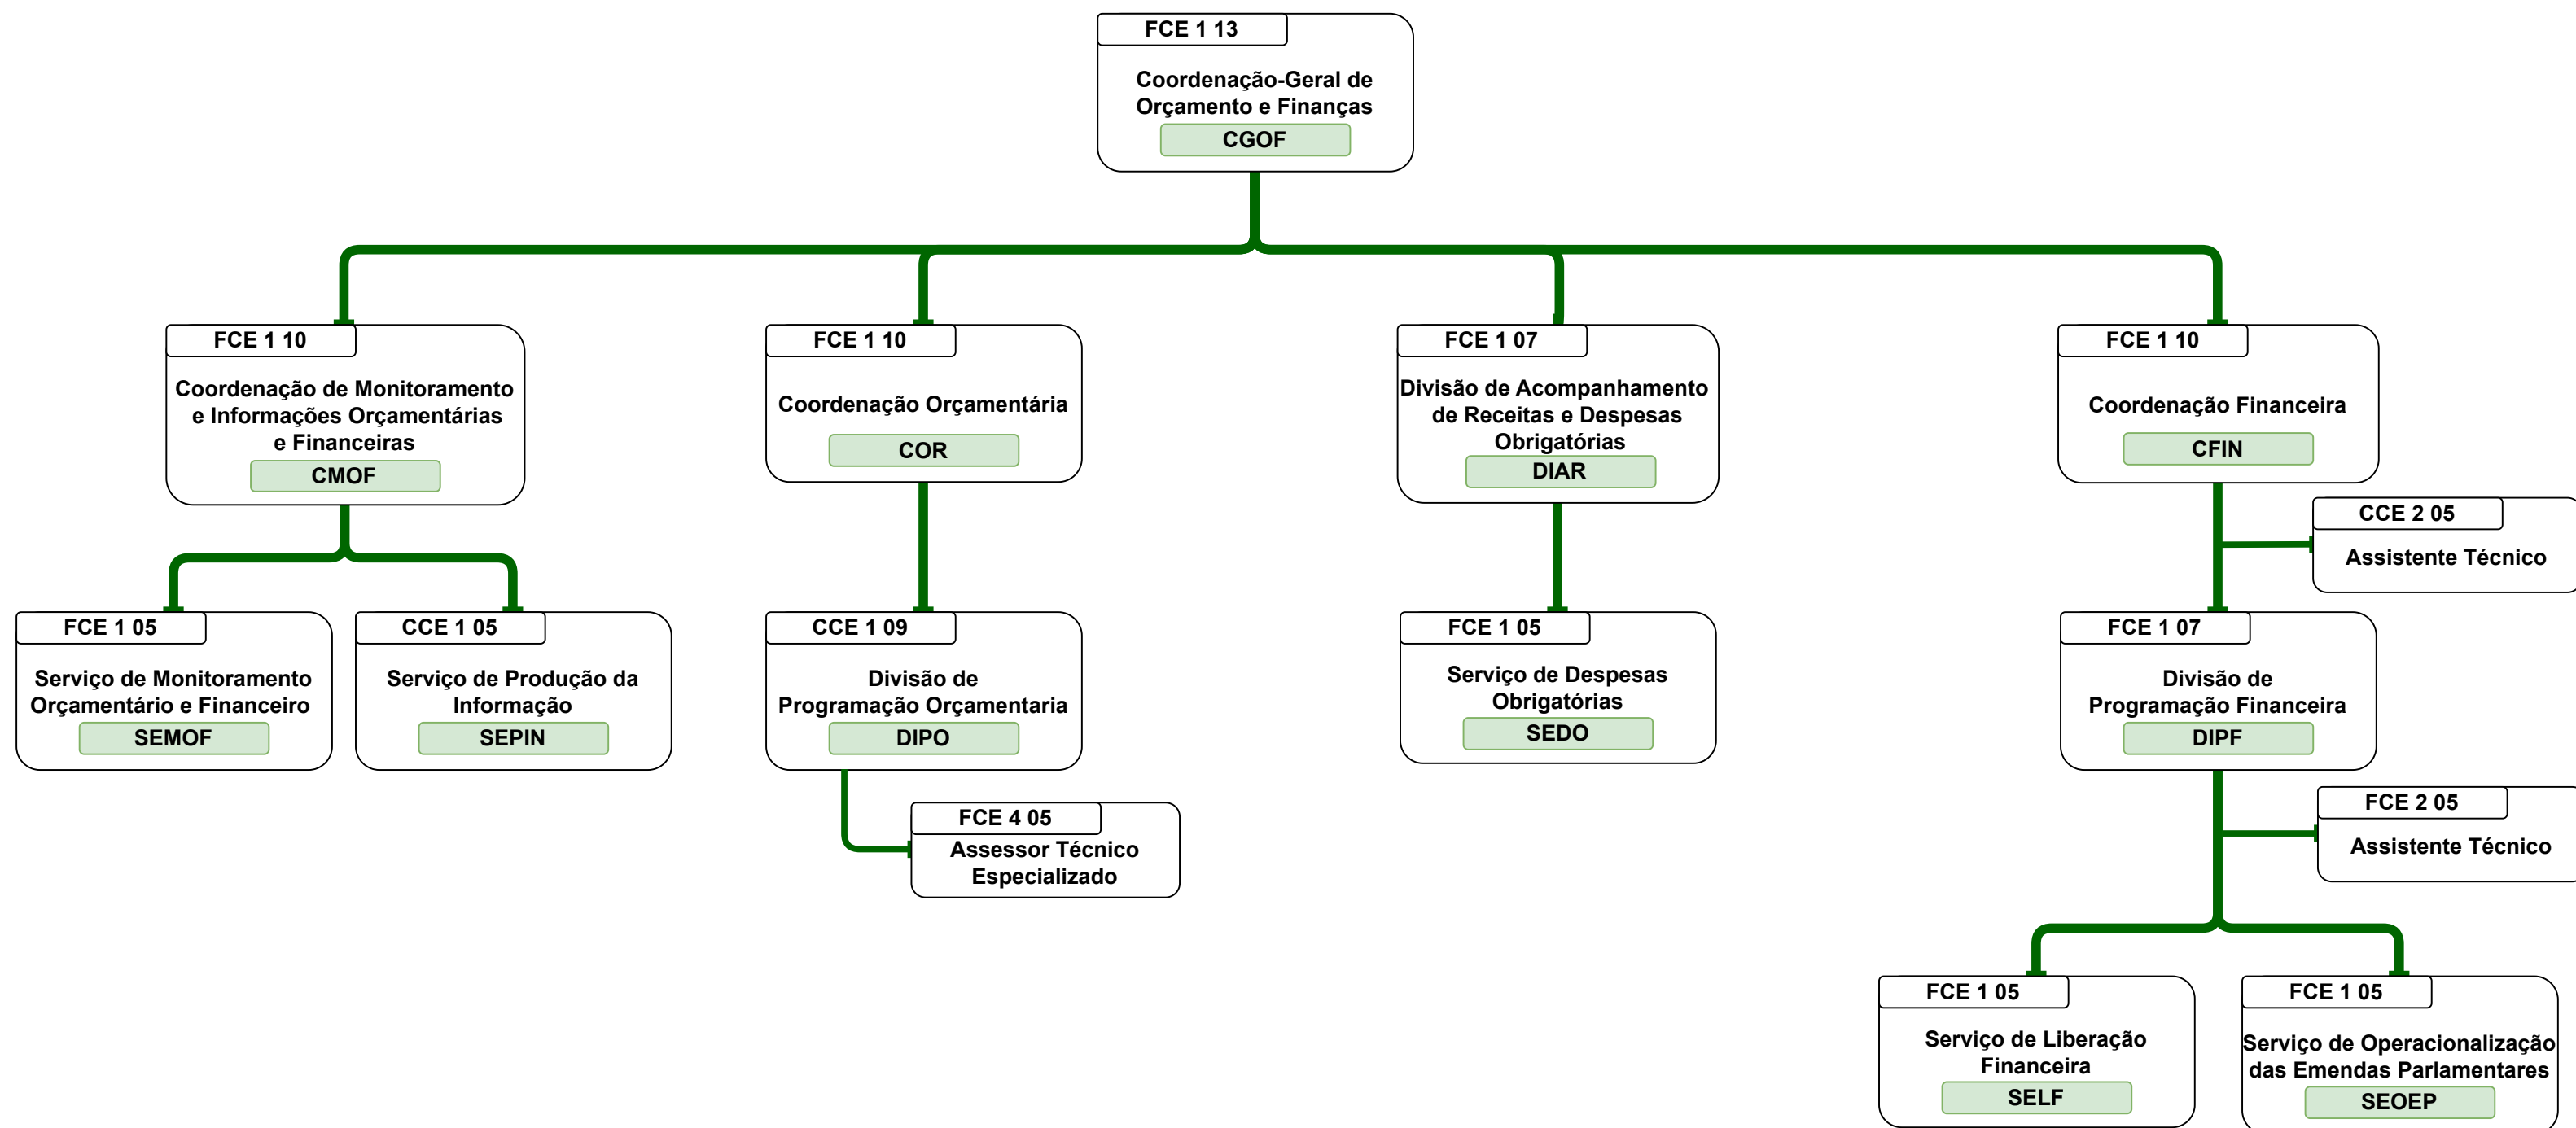 FCE 1 13
Coordenação-Geral de
Orçamento e Finanças
CGOF
FCE 1 10
Coordenação de Monitoramento
e Informações Orçamentárias
e Financeiras
CMOF
FCE 1 10
Coordenação Orçamentária
COR
FCE 1 07
Divisão de Acompanhamento
de Receitas e Despesas
Obrigatórias
DIAR
FCE 1 10
Coordenação Financeira
CFIN
CCE 2 05
Assistente Técnico
FCE 1 05
Serviço de Monitoramento
Orçamentário e Financeiro
SEMOF
CCE 1 05
Serviço de Produção da
Informação
SEPIN
CCE 1 09
Divisão de
Programação Orçamentaria
DIPO
FCE 1 05
Serviço de Despesas
Obrigatórias
SEDO
FCE 1 07
Divisão de
Programação Financeira
DIPF
FCE 4 05
Assessor Técnico
Especializado
FCE 2 05
Assistente Técnico
FCE 1 05
Serviço de Liberação
Financeira
SELF
FCE 1 05
Serviço de Operacionalização
das Emendas Parlamentares
SEOEP